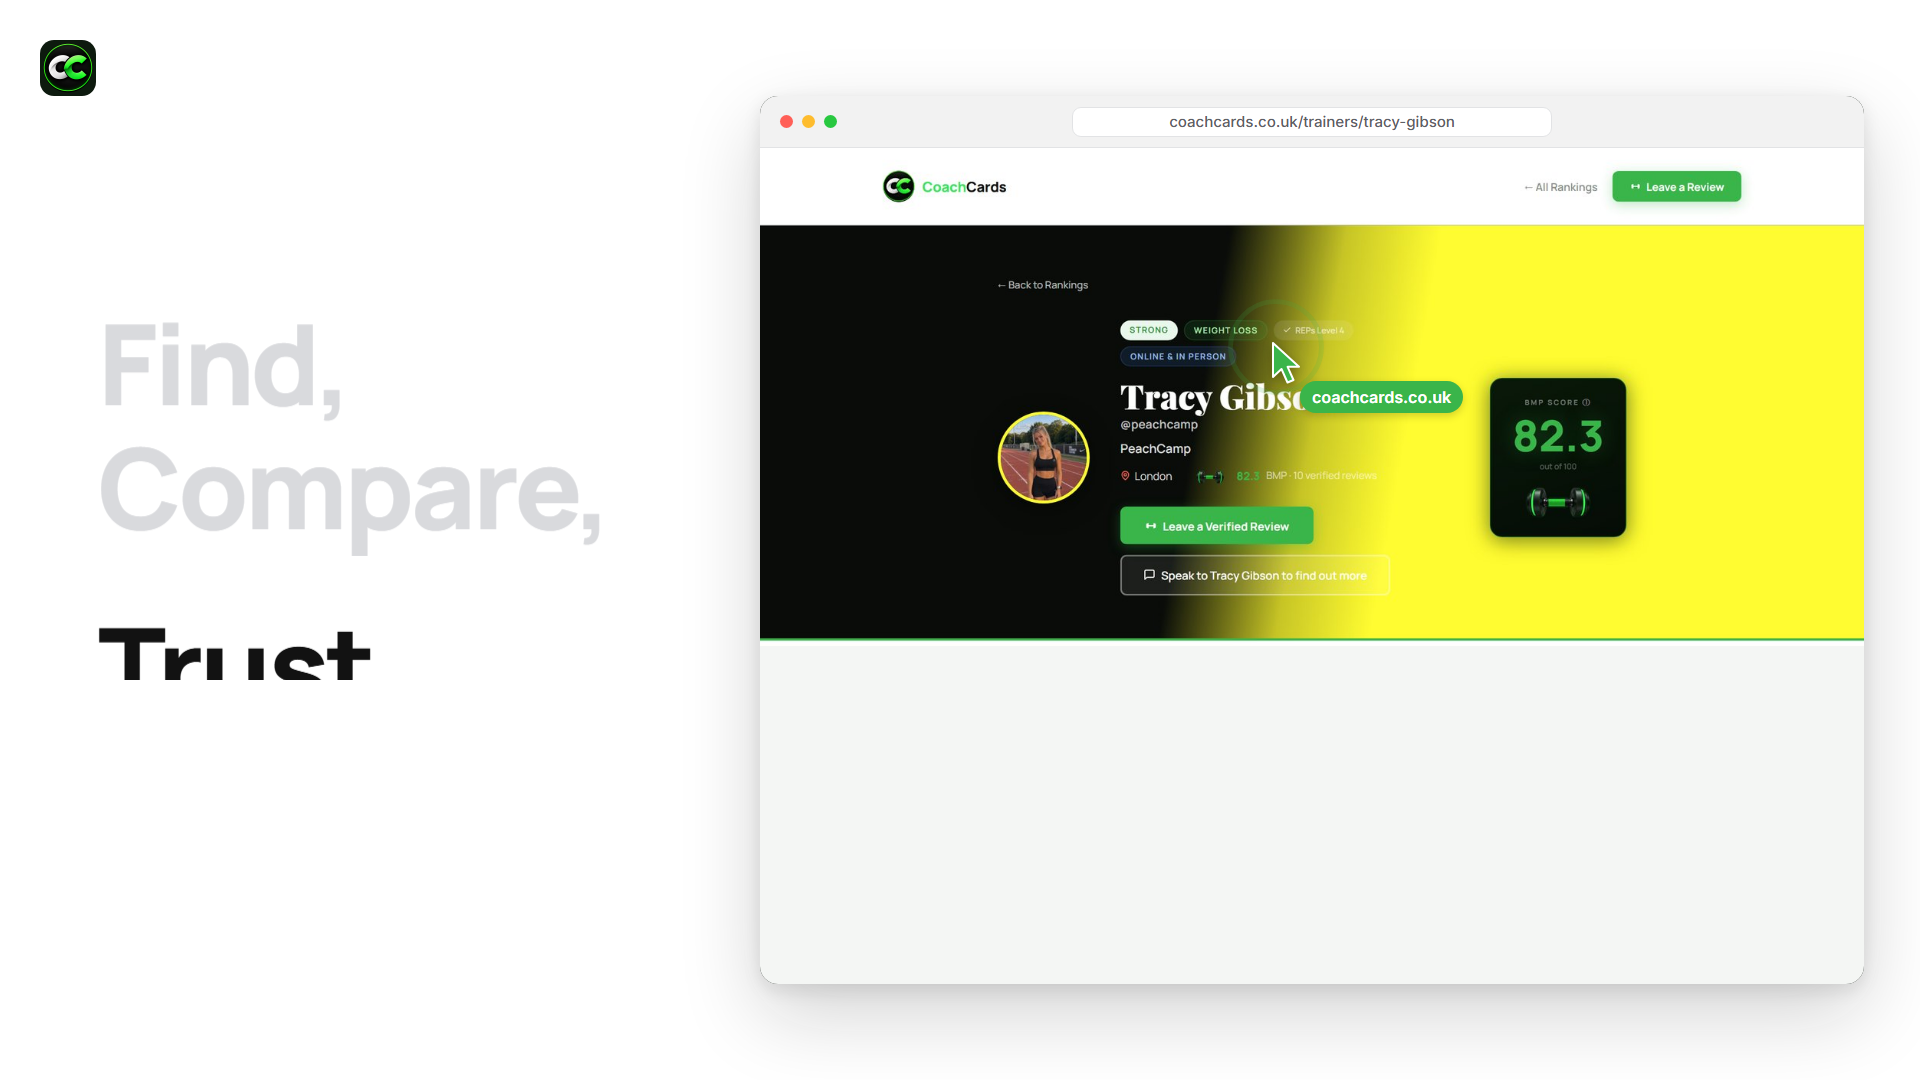 CC
Find,
Compare,
Trust
coachcards.co.uk/trainers/tracy-gibson
CC CoachCards
← All Rankings
Leave a Review
← Back to Rankings
STRONG
WEIGHT LOSS
✓ REPs Level 4
ONLINE & IN PERSON
Tracy Gibso
coachcards.co.uk
@peachcamp
PeachCamp
London
82.3 BMP · 10 verified reviews
Leave a Verified Review
Speak to Tracy Gibson to find out more
BMP SCORE
82.3
out of 100